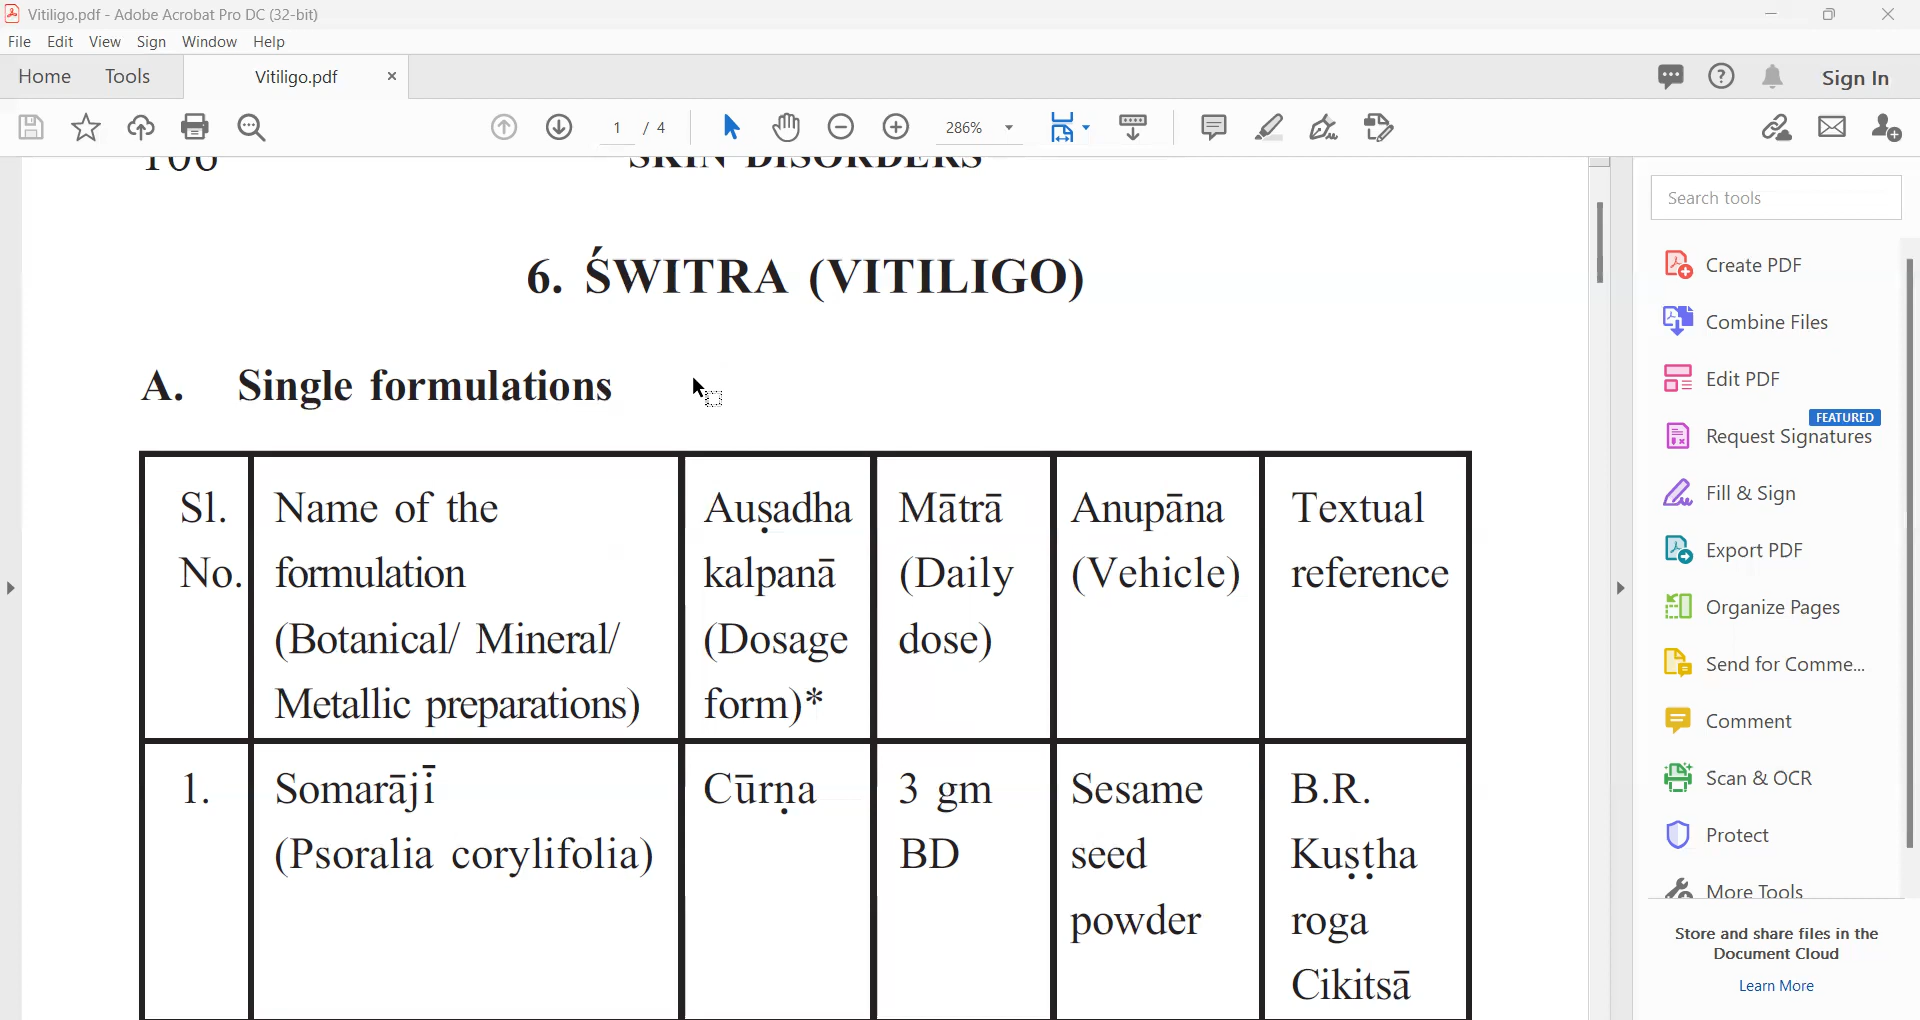 Vitiligo.pdf - Adobe Acrobat Pro DC (32-bit)
File Edit View Sign Window Help
Home Tools Vitiligo.pdf Sign In
1 / 4 286%
106 SKIN DISORDERS
6. ŚWITRA (VITILIGO)
A. Single formulations
Sl. No.
Name of the formulation (Botanical/ Mineral/ Metallic preparations)
Auṣadha kalpanā (Dosage form)*
Mātrā (Daily dose)
Anupāna (Vehicle)
Textual reference
1.
Somarājī
(Psoralia corylifolia)
Cūrṇa
3 gm BD
Sesame seed powder
B.R. Kuṣṭha roga Cikitsā
Search tools
Create PDF
Combine Files
Edit PDF
FEATURED
Request Signatures
Fill & Sign
Export PDF
Organize Pages
Send for Comme...
Comment
Scan & OCR
Protect
More Tools
Store and share files in the
Document Cloud
Learn More